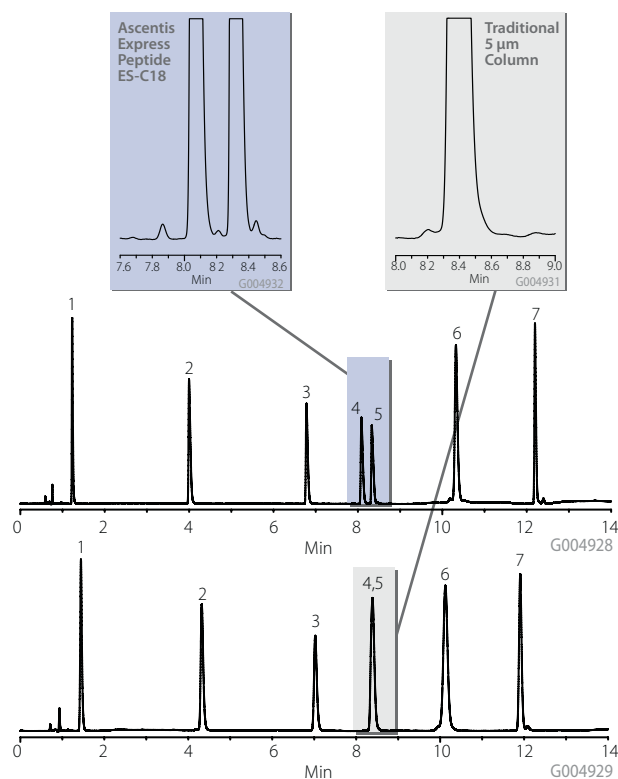 Ascentis
Express
Peptide
ES-C18
7.6 7.8 8.0 8.2 8.4 8.6
Min
G004932
Traditional
5 µm
Column
8.0 8.2 8.4 8.6 8.8 9.0
Min
G004931
1 2 3 4 5 6 7
0 2 4 6 8 10 12 14
Min
G004928
1 2 3 4,5 6 7
0 2 4 6 8 10 12 14
Min
G004929